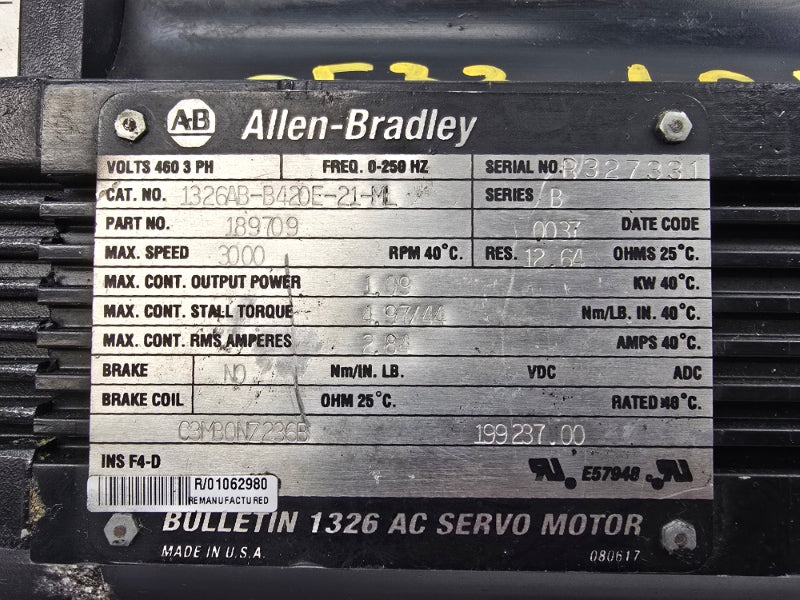 A-B Allen-Bradley
VOLTS 460 3 PH FREQ. 0-250 HZ SERIAL NO. R327331
CAT. NO. 1326AB-B420E-21-ML SERIES B
PART NO. 189709 0037 DATE CODE
MAX. SPEED 3000 RPM 40°C. RES. 12.64 OHMS 25°C.
MAX. CONT. OUTPUT POWER 1.09 KW 40°C.
MAX. CONT. STALL TORQUE 4.97/44 Nm/LB. IN. 40°C.
MAX. CONT. RMS AMPERES 2.84 AMPS 40°C.
BRAKE NO Nm/IN. LB. VDC ADC
BRAKE COIL OHM 25°C. RATED 40°C.
199237.00
INS F4-D E57948
R/01062980
REMANUFACTURED
BULLETIN 1326 AC SERVO MOTOR
MADE IN U.S.A. 080617